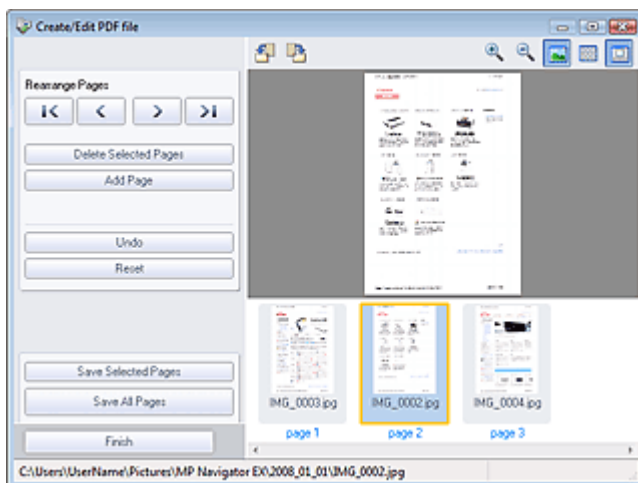 Create/Edit PDF file
Rearrange Pages
Delete Selected Pages
Add Page
Undo
Reset
Save Selected Pages
Save All Pages
Finish
IMG_0003.jpg
IMG_0002.jpg
IMG_0004.jpg
page 1
page 2
page 3
C:\Users\UserName\Pictures\MP Navigator EX\2008_01_01\IMG_0002.jpg